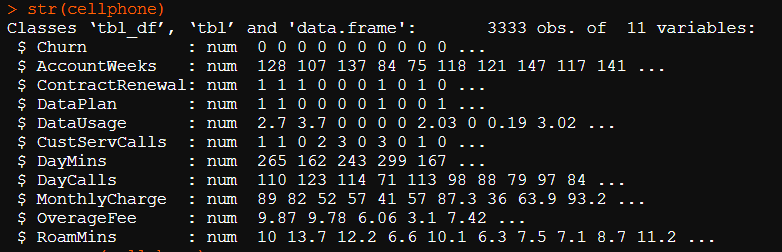 > str(cellphone)
Classes ‘tbl_df’, ‘tbl’ and 'data.frame':	3333 obs. of  11 variables:
 $ Churn          : num  0 0 0 0 0 0 0 0 0 0 ...
 $ AccountWeeks   : num  128 107 137 84 75 118 121 147 117 141 ...
 $ ContractRenewal: num  1 1 1 0 0 0 1 0 1 0 ...
 $ DataPlan       : num  1 1 0 0 0 0 1 0 0 1 ...
 $ DataUsage      : num  2.7 3.7 0 0 0 0 2.03 0 0.19 3.02 ...
 $ CustServCalls  : num  1 1 0 2 3 0 3 0 1 0 ...
 $ DayMins        : num  265 162 243 299 167 ...
 $ DayCalls       : num  110 123 114 71 113 98 88 79 97 84 ...
 $ MonthlyCharge  : num  89 82 52 57 41 57 87.3 36 63.9 93.2 ...
 $ OverageFee     : num  9.87 9.78 6.06 3.1 7.42 ...
 $ RoamMins       : num  10 13.7 12.2 6.6 10.1 6.3 7.5 7.1 8.7 11.2 ...